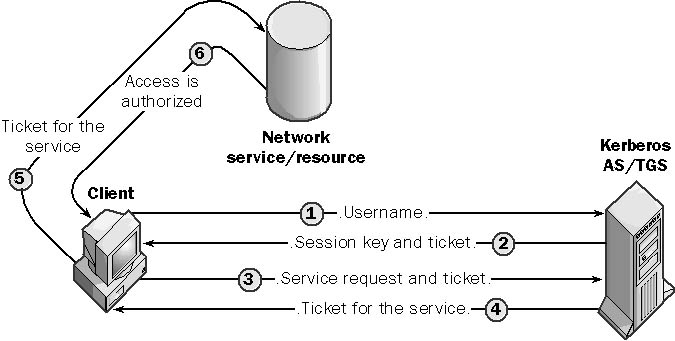 6
Access is
authorized
Ticket for the
service
5
Network
service/resource
Kerberos
AS/TGS
Client
1 .Username.
.Session key and ticket. 2
3 .Service request and ticket.
.Ticket for the service. 4